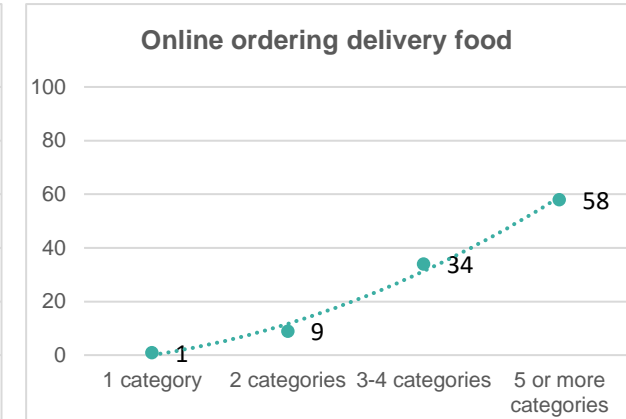 Online ordering delivery food
100
80
60
40
20
0
58
34
9
1
1 category
2 categories
3-4 categories
5 or more
categories